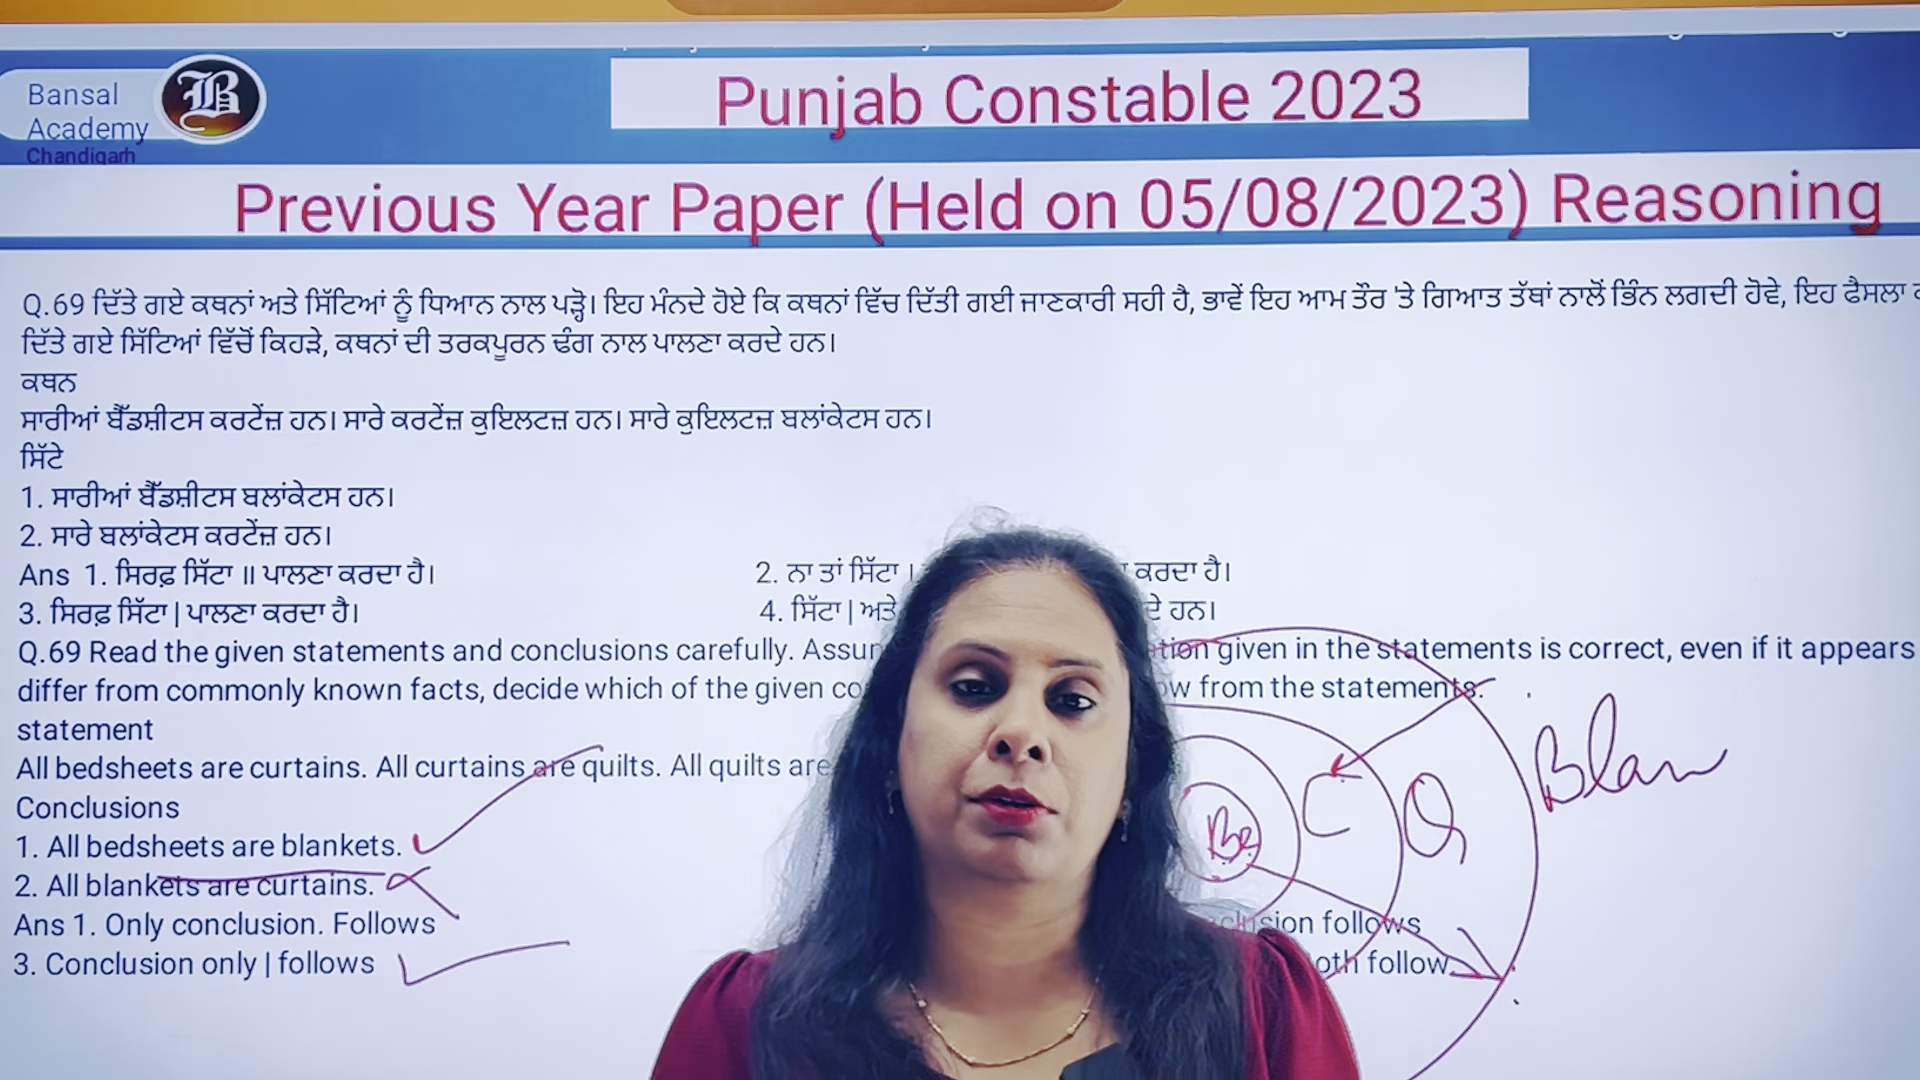 Bansal
Academy
Chandigarh
B
Punjab Constable 2023
Previous Year Paper (Held on 05/08/2023) Reasoning
Q.69 ਦਿੱਤੇ ਗਏ ਕਥਨਾਂ ਅਤੇ ਸਿੱਟਿਆਂ ਨੂੰ ਧਿਆਨ ਨਾਲ ਪੜ੍ਹੋ। ਇਹ ਮੰਨਦੇ ਹੋਏ ਕਿ ਕਥਨਾਂ ਵਿੱਚ ਦਿੱਤੀ ਗਈ ਜਾਣਕਾਰੀ ਸਹੀ ਹੈ, ਭਾਵੇਂ ਇਹ ਆਮ ਤੌਰ 'ਤੇ ਗਿਆਤ ਤੱਥਾਂ ਨਾਲੋਂ ਭਿੰਨ ਲਗਦੀ ਹੋਵੇ, ਇਹ ਫੈਸਲਾ
ਦਿੱਤੇ ਗਏ ਸਿੱਟਿਆਂ ਵਿੱਚੋਂ ਕਿਹੜੇ, ਕਥਨਾਂ ਦੀ ਤਰਕਪੂਰਨ ਢੰਗ ਨਾਲ ਪਾਲਣਾ ਕਰਦੇ ਹਨ।
ਕਥਨ
ਸਾਰੀਆਂ ਬੈੱਡਸ਼ੀਟਸ ਕਰਟੇਂਜ਼ ਹਨ। ਸਾਰੇ ਕਰਟੇਂਜ਼ ਕੁਇਲਟਜ਼ ਹਨ। ਸਾਰੇ ਕੁਇਲਟਜ਼ ਬਲਾਂਕੇਟਸ ਹਨ।
ਸਿੱਟੇ
1. ਸਾਰੀਆਂ ਬੈੱਡਸ਼ੀਟਸ ਬਲਾਂਕੇਟਸ ਹਨ।
2. ਸਾਰੇ ਬਲਾਂਕੇਟਸ ਕਰਟੇਂਜ਼ ਹਨ।
Ans 1. ਸਿਰਫ਼ ਸਿੱਟਾ || ਪਾਲਣਾ ਕਰਦਾ ਹੈ। 2. ਨਾ ਤਾਂ ਸਿੱਟਾ | ਕਰਦਾ ਹੈ।
3. ਸਿਰਫ਼ ਸਿੱਟਾ | ਪਾਲਣਾ ਕਰਦਾ ਹੈ। 4. ਸਿੱਟਾ | ਅਤੇ ਹਨ।
Q.69 Read the given statements and conclusions carefully. given in the statements is correct, even if it appears
differ from commonly known facts, decide which of the given from the statements.
statement
All bedsheets are curtains. All curtains are quilts. All quilts are
Conclusions
1. All bedsheets are blankets.
2. All blankets are curtains.
Ans 1. Only conclusion. Follows follows
3. Conclusion only | follows follow.
Be C Q Blan